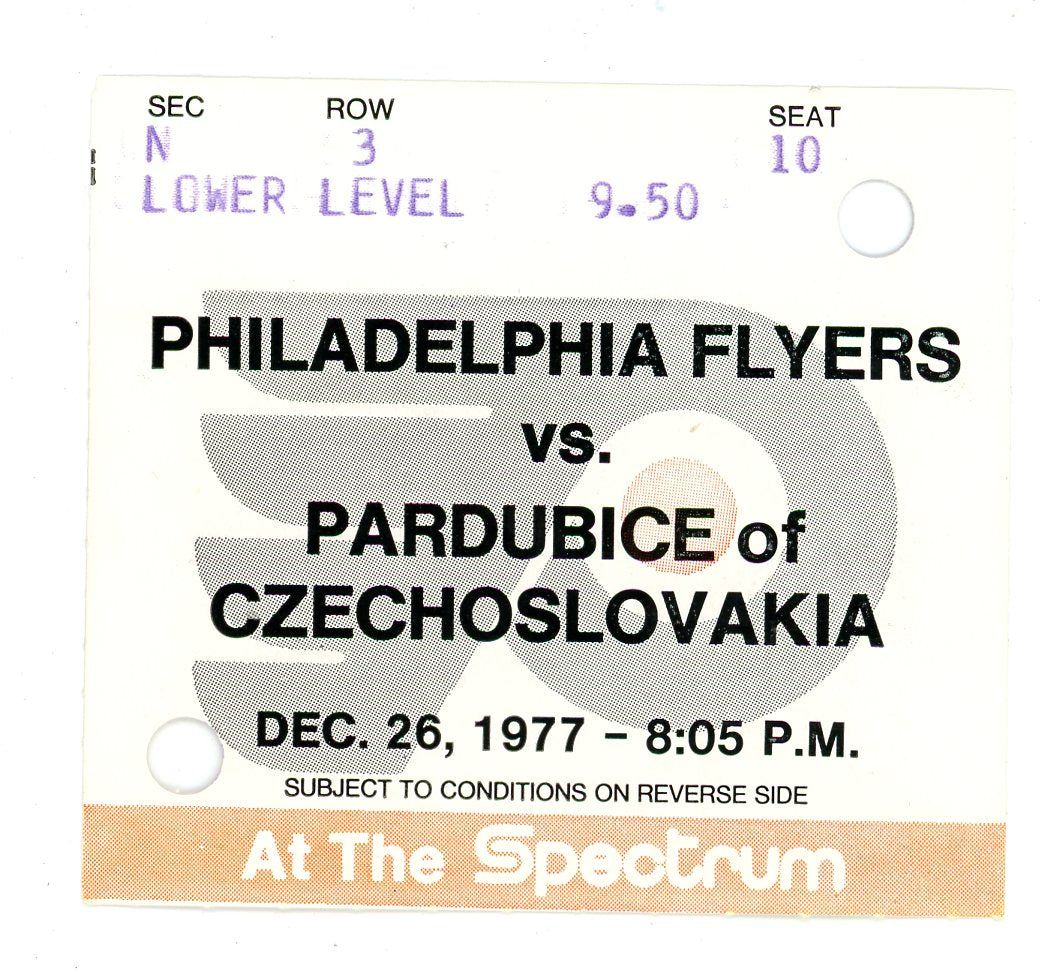 SEC ROW SEAT
N 3 10
LOWER LEVEL 9.50
PHILADELPHIA FLYERS
vs.
PARDUBICE of
CZECHOSLOVAKIA
DEC. 26, 1977 – 8:05 P.M.
SUBJECT TO CONDITIONS ON REVERSE SIDE
At The Spectrum